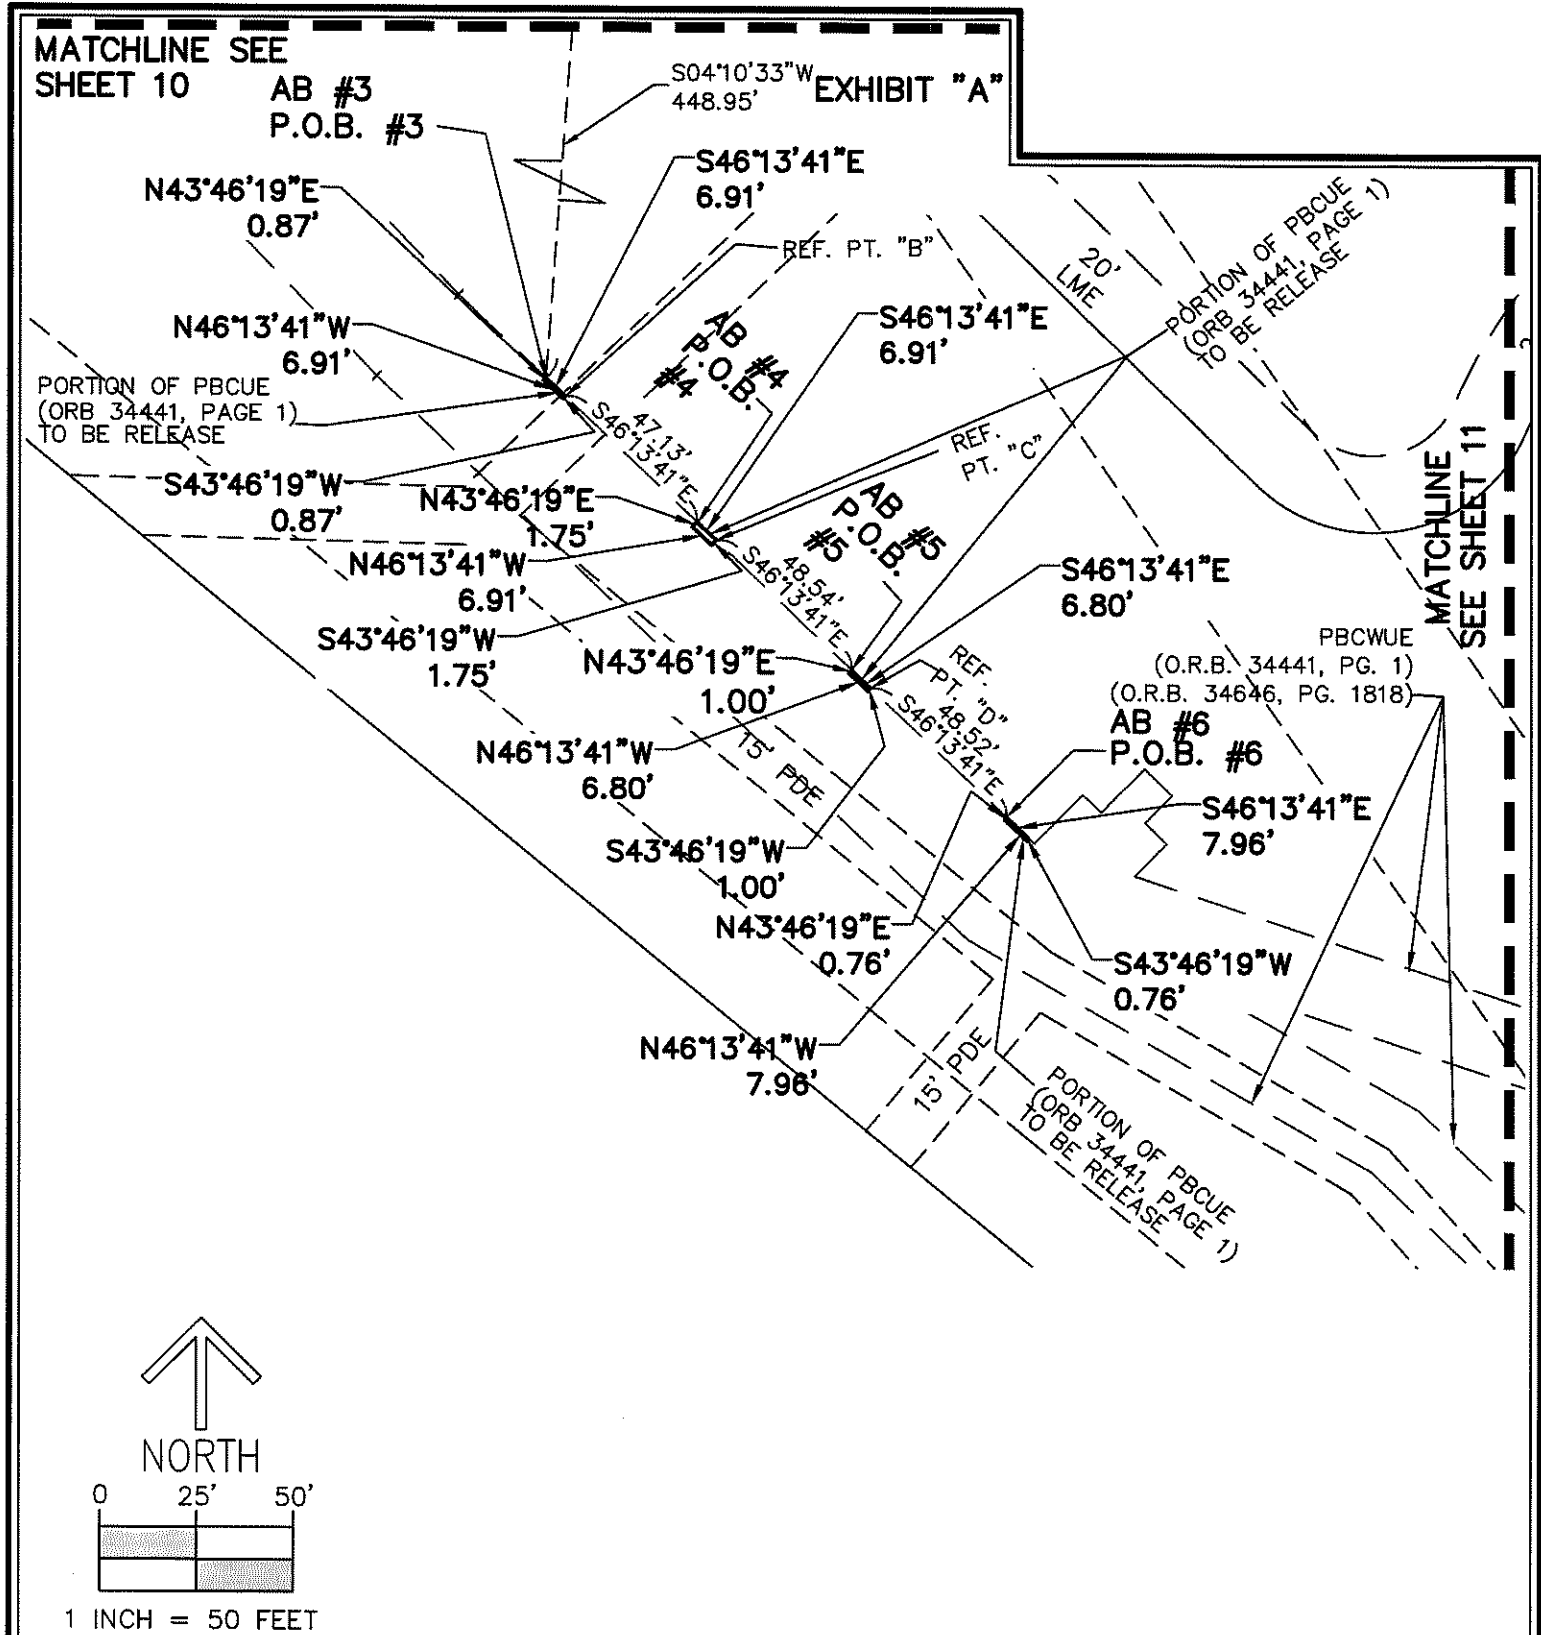 MATCHLINE SEE
SHEET 10
AB #3
P.O.B. #3
S04°10'33"W
448.95'
EXHIBIT "A"
S46°13'41"E
6.91'
N43°46'19"E
0.87'
REF. PT. "B"
20'
LME
PORTION OF PBCUE
(ORB 34441, PAGE 1)
TO BE RELEASE
N46°13'41"W
6.91'
AB #4
P.O.B.
#4
S46°13'41"E
6.91'
PORTION OF PBCUE
(ORB 34441, PAGE 1)
TO BE RELEASE
47.13'
S46°13'41"E
REF.
PT. "C"
MATCHLINE
SEE SHEET 11
S43°46'19"W
0.87'
N43°46'19"E
1.75'
AB #5
P.O.B.
#5
N46°13'41"W
6.91'
48.54'
S46°13'41"E
S46°13'41"E
6.80'
S43°46'19"W
1.75'
PBCWUE
(O.R.B. 34441, PG. 1)
(O.R.B. 34646, PG. 1818)
N43°46'19"E
1.00'
REF.
PT. "D"
48.52'
S46°13'41"E
AB #6
P.O.B. #6
N46°13'41"W
6.80'
15' PDE
S46°13'41"E
7.96'
S43°46'19"W
1.00'
N43°46'19"E
0.76'
S43°46'19"W
0.76'
N46°13'41"W
7.96'
15' PDE
PORTION OF PBCUE
(ORB 34441, PAGE 1)
TO BE RELEASE
NORTH
0 25' 50'
1 INCH = 50 FEET